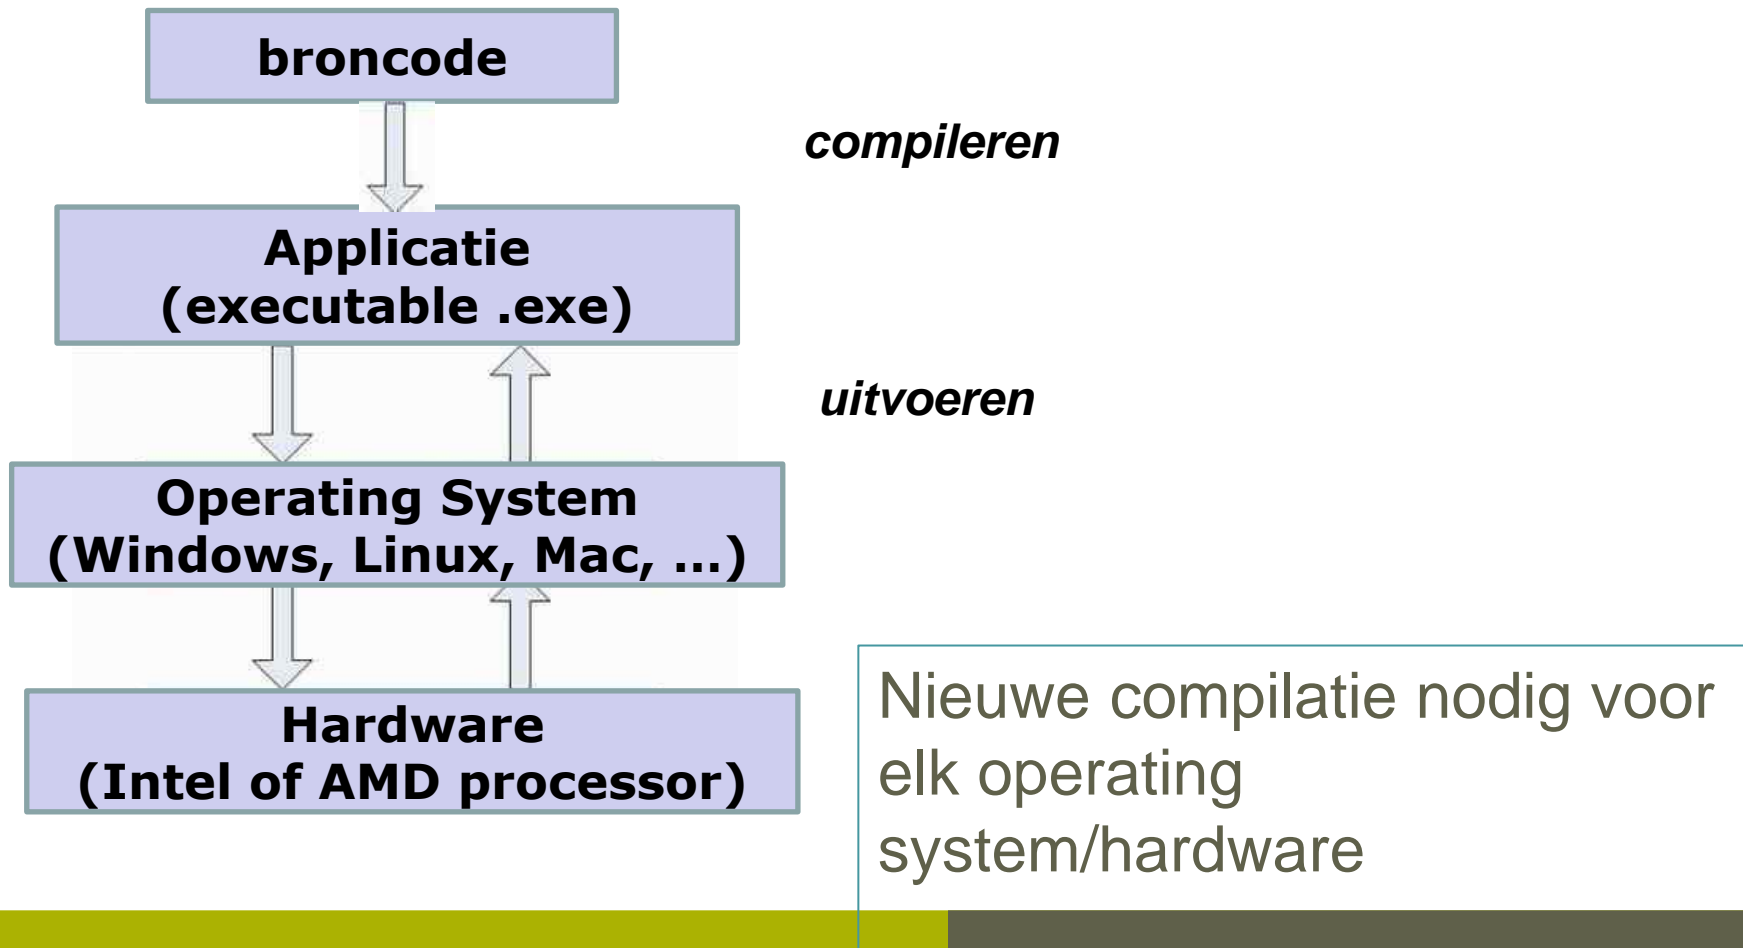 broncode
compileren
Applicatie
(executable .exe)
uitvoeren
Operating System
(Windows, Linux, Mac, ...)
Hardware
(Intel of AMD processor)
Nieuwe compilatie nodig voor
elk operating
system/hardware